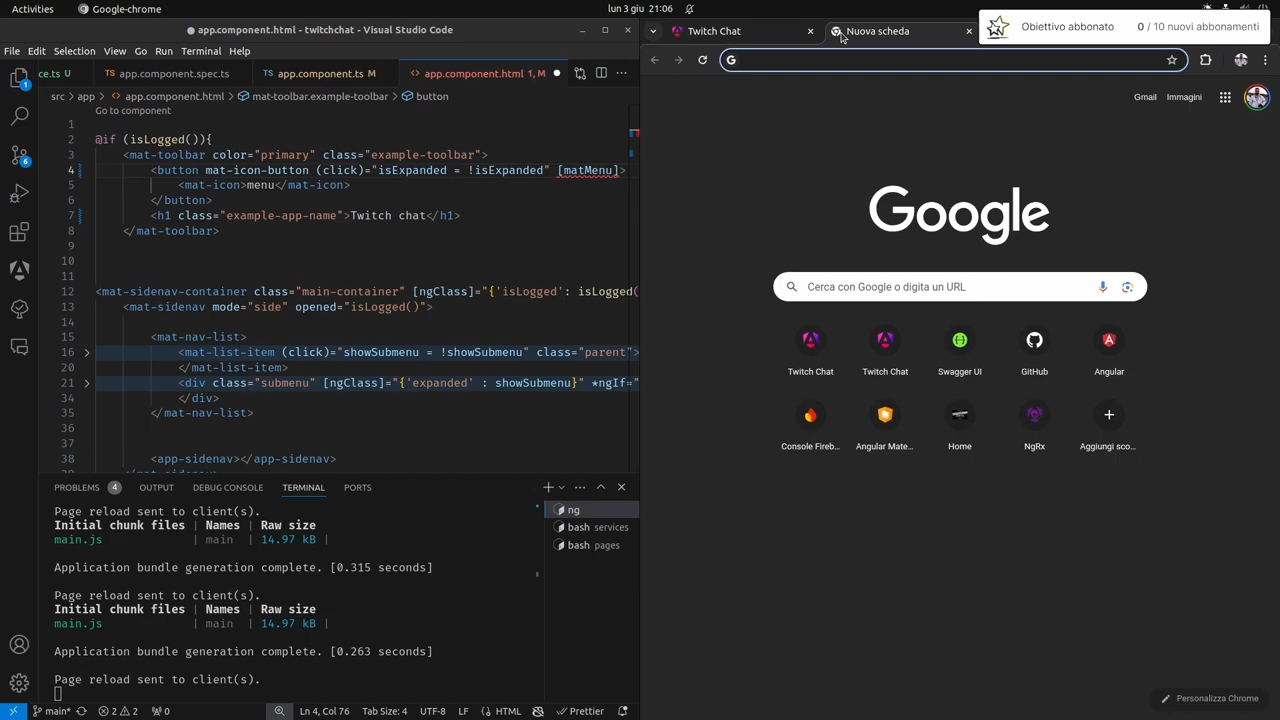 Activities
Google-chrome
lun 3 giu 21:06
app.component.html - twitchchat - Visual Studio Code
File Edit Selection View Go Run Terminal Help
ce.ts U
app.component.spec.ts
app.component.ts M
app.component.html 1, M
src > app > app.component.html > mat-toolbar.example-toolbar > button
Go to component
1
2 @if (isLogged()){
3 <mat-toolbar color="primary" class="example-toolbar">
4 <button mat-icon-button (click)="isExpanded = !isExpanded" [matMenu]>
5 <mat-icon>menu</mat-icon>
6 </button>
7 <h1 class="example-app-name">Twitch chat</h1>
8 </mat-toolbar>
9
10
11
12 <mat-sidenav-container class="main-container" [ngClass]="{'isLogged': isLogged(
13 <mat-sidenav mode="side" opened="isLogged()">
14
15 <mat-nav-list>
16 <mat-list-item (click)="showSubmenu = !showSubmenu" class="parent">
20 </mat-list-item>
21 <div class="submenu" [ngClass]="{'expanded' : showSubmenu}" *ngIf="
34 </div>
35 </mat-nav-list>
36
37
38 <app-sidenav></app-sidenav>
1
6
PROBLEMS 4 OUTPUT DEBUG CONSOLE TERMINAL PORTS
Page reload sent to client(s).
Initial chunk files | Names | Raw size
main.js | main | 14.97 kB |
Application bundle generation complete. [0.315 seconds]
Page reload sent to client(s).
Initial chunk files | Names | Raw size
main.js | main | 14.97 kB |
Application bundle generation complete. [0.263 seconds]
Page reload sent to client(s).
ng
bash services
bash pages
main* 2 2 0 Ln 4, Col 76 Tab Size: 4 UTF-8 LF HTML Prettier
Twitch Chat
Nuova scheda
Obiettivo abbonato 0 / 10 nuovi abbonamenti
Gmail Immagini
Google
Cerca con Google o digita un URL
Twitch Chat
Twitch Chat
Swagger UI
GitHub
Angular
Console Fireb...
Angular Mate...
Home
NgRx
Aggiungi sco...
Personalizza Chrome